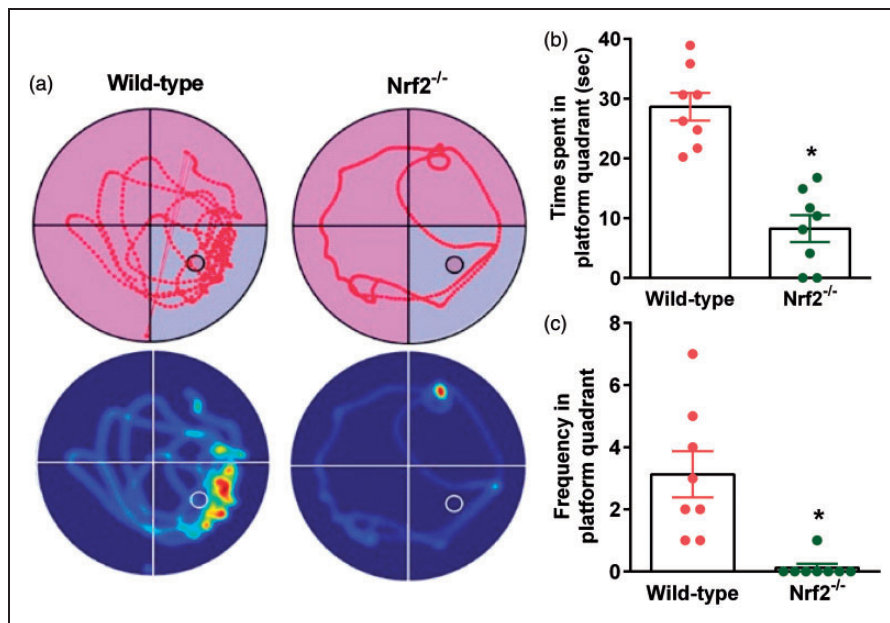 (a)
Wild-type
Nrf2-/-
(b)
Time spent in
platform quadrant (sec)
40
30
20
10
0
*
Wild-type
Nrf2-/-
(c)
Frequency in
platform quadrant
8
6
4
2
0
*
Wild-type
Nrf2-/-